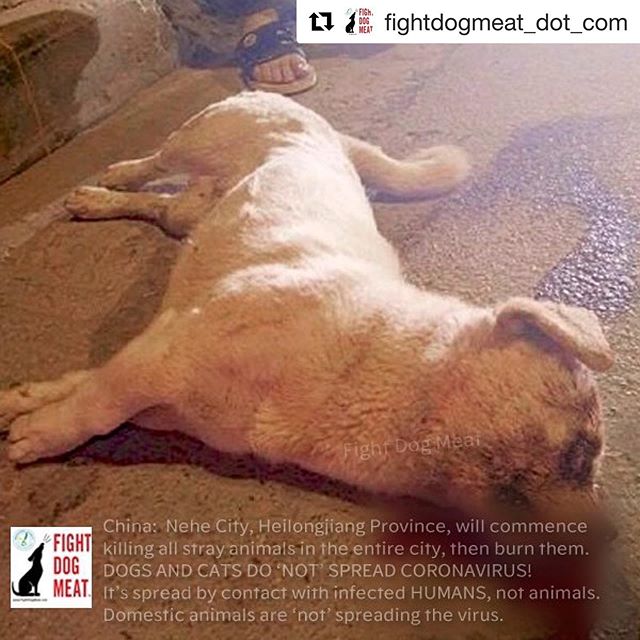 FIGHT
DOG
MEAT
fightdogmeat_dot_com
Fight Dog Meat
China: Nehe City, Heilongjiang Province, will commence
killing all stray animals in the entire city, then burn them.
DOGS AND CATS DO ‘NOT’ SPREAD CORONAVIRUS!
It’s spread by contact with infected HUMANS, not animals.
Domestic animals are ‘not’ spreading the virus.
FIGHT
DOG
MEAT.